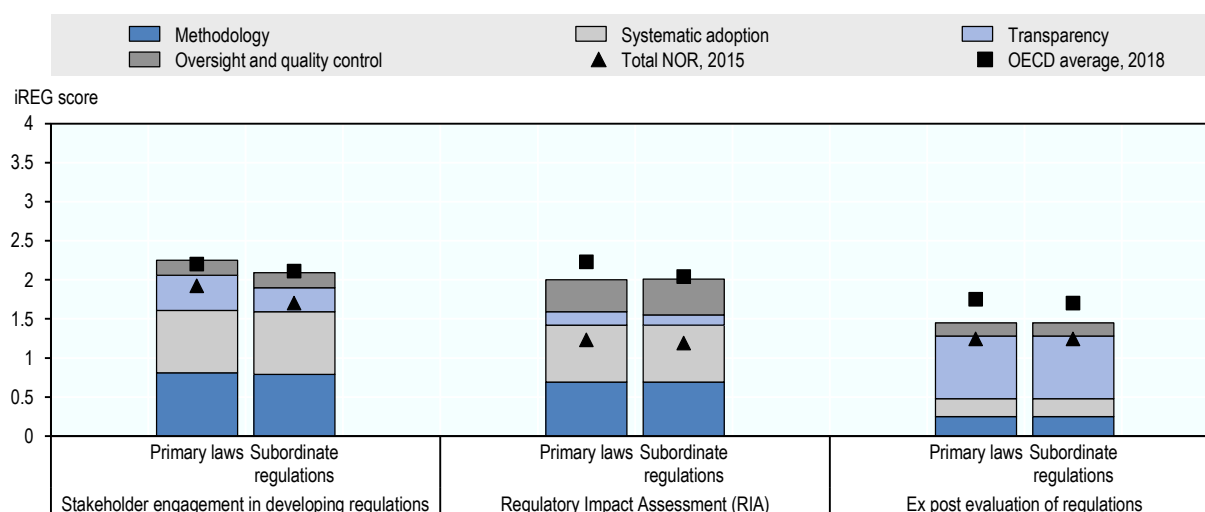 Methodology
Systematic adoption
Transparency
Oversight and quality control
Total NOR, 2015
OECD average, 2018
iREG score
4
3.5
3
2.5
2
1.5
1
0.5
0
Primary laws
Subordinate
regulations
Primary laws
Subordinate
regulations
Primary laws
Subordinate
regulations
Stakeholder engagement in developing regulations
Regulatory Impact Assessment (RIA)
Ex post evaluation of regulations